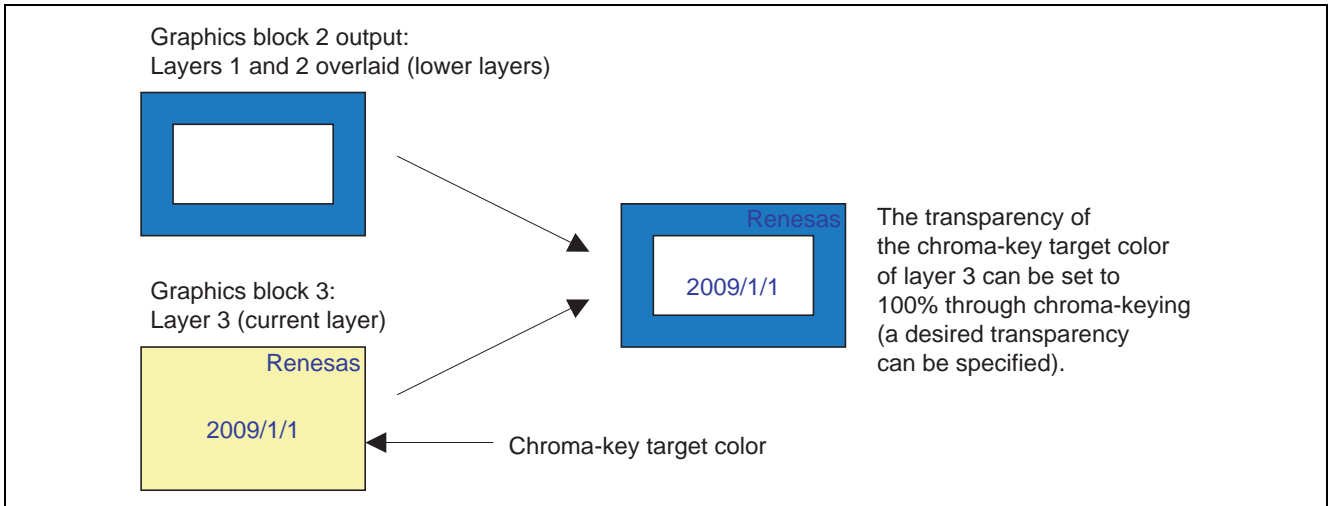 Graphics block 2 output:
Layers 1 and 2 overlaid (lower layers)
Renesas
2009/1/1
The transparency of
the chroma-key target color
of layer 3 can be set to
100% through chroma-keying
(a desired transparency
can be specified).
Graphics block 3:
Layer 3 (current layer)
Renesas
2009/1/1
Chroma-key target color